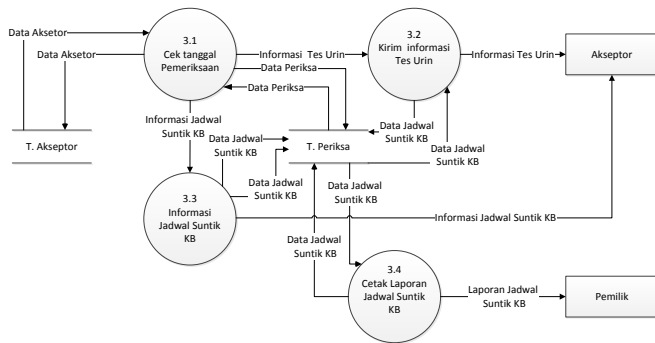 Data Aksetor
Data Aksetor
3.1
Cek tanggal
Pemeriksaan
Informasi Tes Urin
Data Periksa
Data Periksa
3.2
Kirim informasi
Tes Urin
Informasi Tes Urin
Akseptor
T. Akseptor
Informasi Jadwal
Suntik KB
Data Jadwal
Suntik KB
T. Periksa
Data Jadwal
Suntik KB
Data Jadwal
Suntik KB
Data Jadwal
Suntik KB
Data Jadwal
Suntik KB
3.3
Informasi
Jadwal Suntik
KB
Informasi Jadwal Suntik KB
Data Jadwal
Suntik KB
3.4
Cetak Laporan
Jadwal Suntik
KB
Laporan Jadwal
Suntik KB
Pemilik